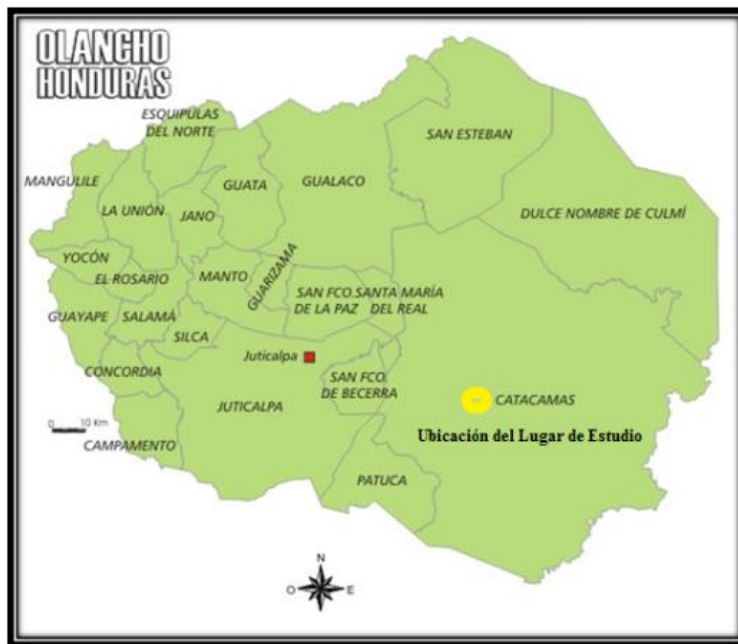 OLANCHO
HONDURAS
ESQUIPULAS
DEL NORTE
SAN ESTEBAN
MANGULILE
GUATA
GUALACO
LA UNIÓN
JANO
DULCE NOMBRE DE CULMÍ
YOCÓN
EL ROSARIO
MANTO
GUARIZAMA
SAN FCO.
DE LA PAZ
SANTA MARÍA
DEL REAL
GUAYAPE
SALAMÁ
SILCA
Juticalpa
CONCORDIA
SAN FCO.
DE BECERRA
JUTICALPA
CATACAMAS
0 10 Km
Ubicación del Lugar de Estudio
CAMPAMENTO
PATUCA
N
O E
S